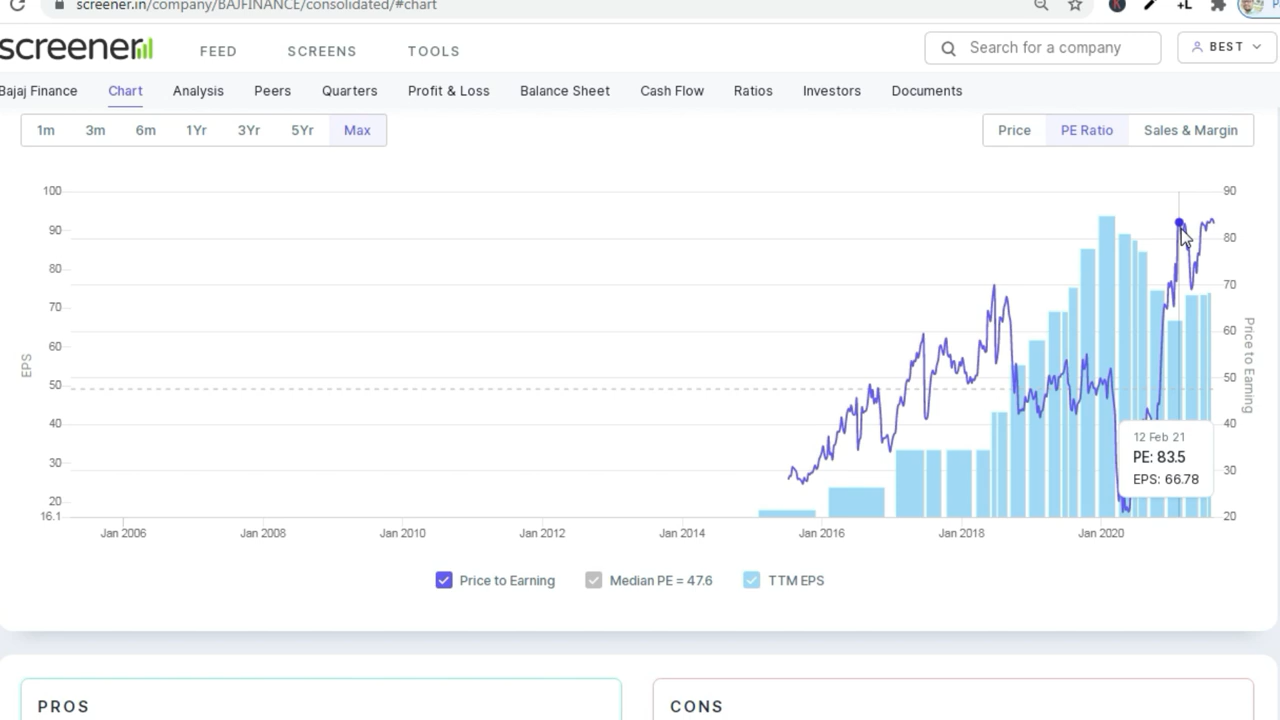 screener.in/company/BAJFINANCE/consolidated/#chart
screener
FEED SCREENS TOOLS
Search for a company
BEST
Bajaj Finance Chart Analysis Peers Quarters Profit & Loss Balance Sheet Cash Flow Ratios Investors Documents
1m 3m 6m 1Yr 3Yr 5Yr Max
Price PE Ratio Sales & Margin
100 90
90 80
80 70
70 60
60 50
50 40
40 30
30 20
20
16.1
EPS
Price to Earning
12 Feb 21
PE: 83.5
EPS: 66.78
Jan 2006 Jan 2008 Jan 2010 Jan 2012 Jan 2014 Jan 2016 Jan 2018 Jan 2020
Price to Earning Median PE = 47.6 TTM EPS
PROS
CONS